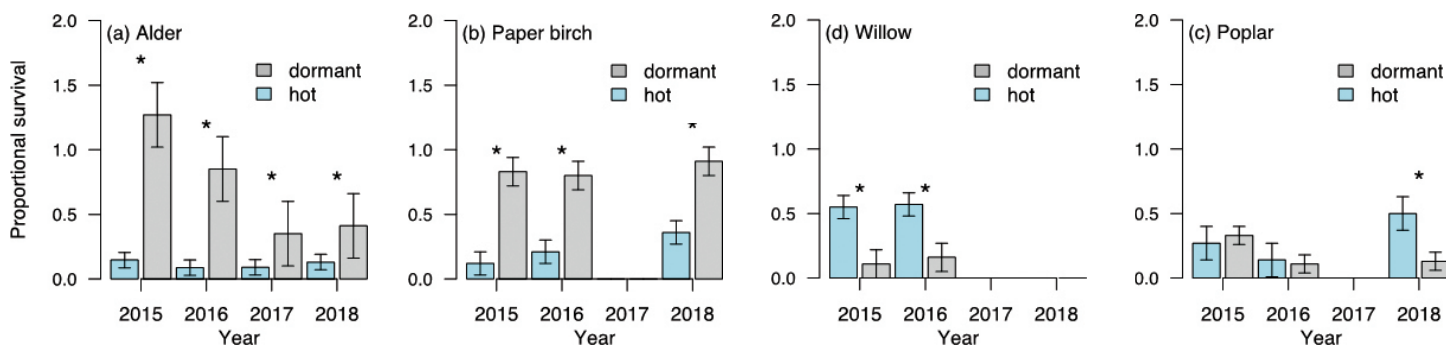 Proportional survival
(a) Alder
2.0
1.5
1.0
0.5
0.0
*
*
*
*
dormant
hot
2015 2016 2017 2018
Year
(b) Paper birch
2.0
1.5
1.0
0.5
0.0
*
*
*
dormant
hot
2015 2016 2017 2018
Year
(d) Willow
2.0
1.5
1.0
0.5
0.0
*
*
dormant
hot
2015 2016 2017 2018
Year
(c) Poplar
2.0
1.5
1.0
0.5
0.0
*
dormant
hot
2015 2016 2017 2018
Year